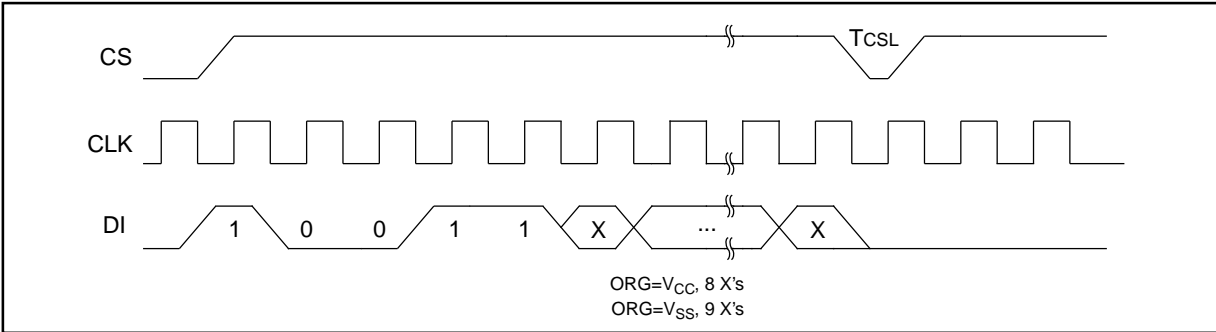 CS
TCSL
CLK
DI
1 0 0 1 1 X ... X
ORG=VCC, 8 X's
ORG=VSS, 9 X's